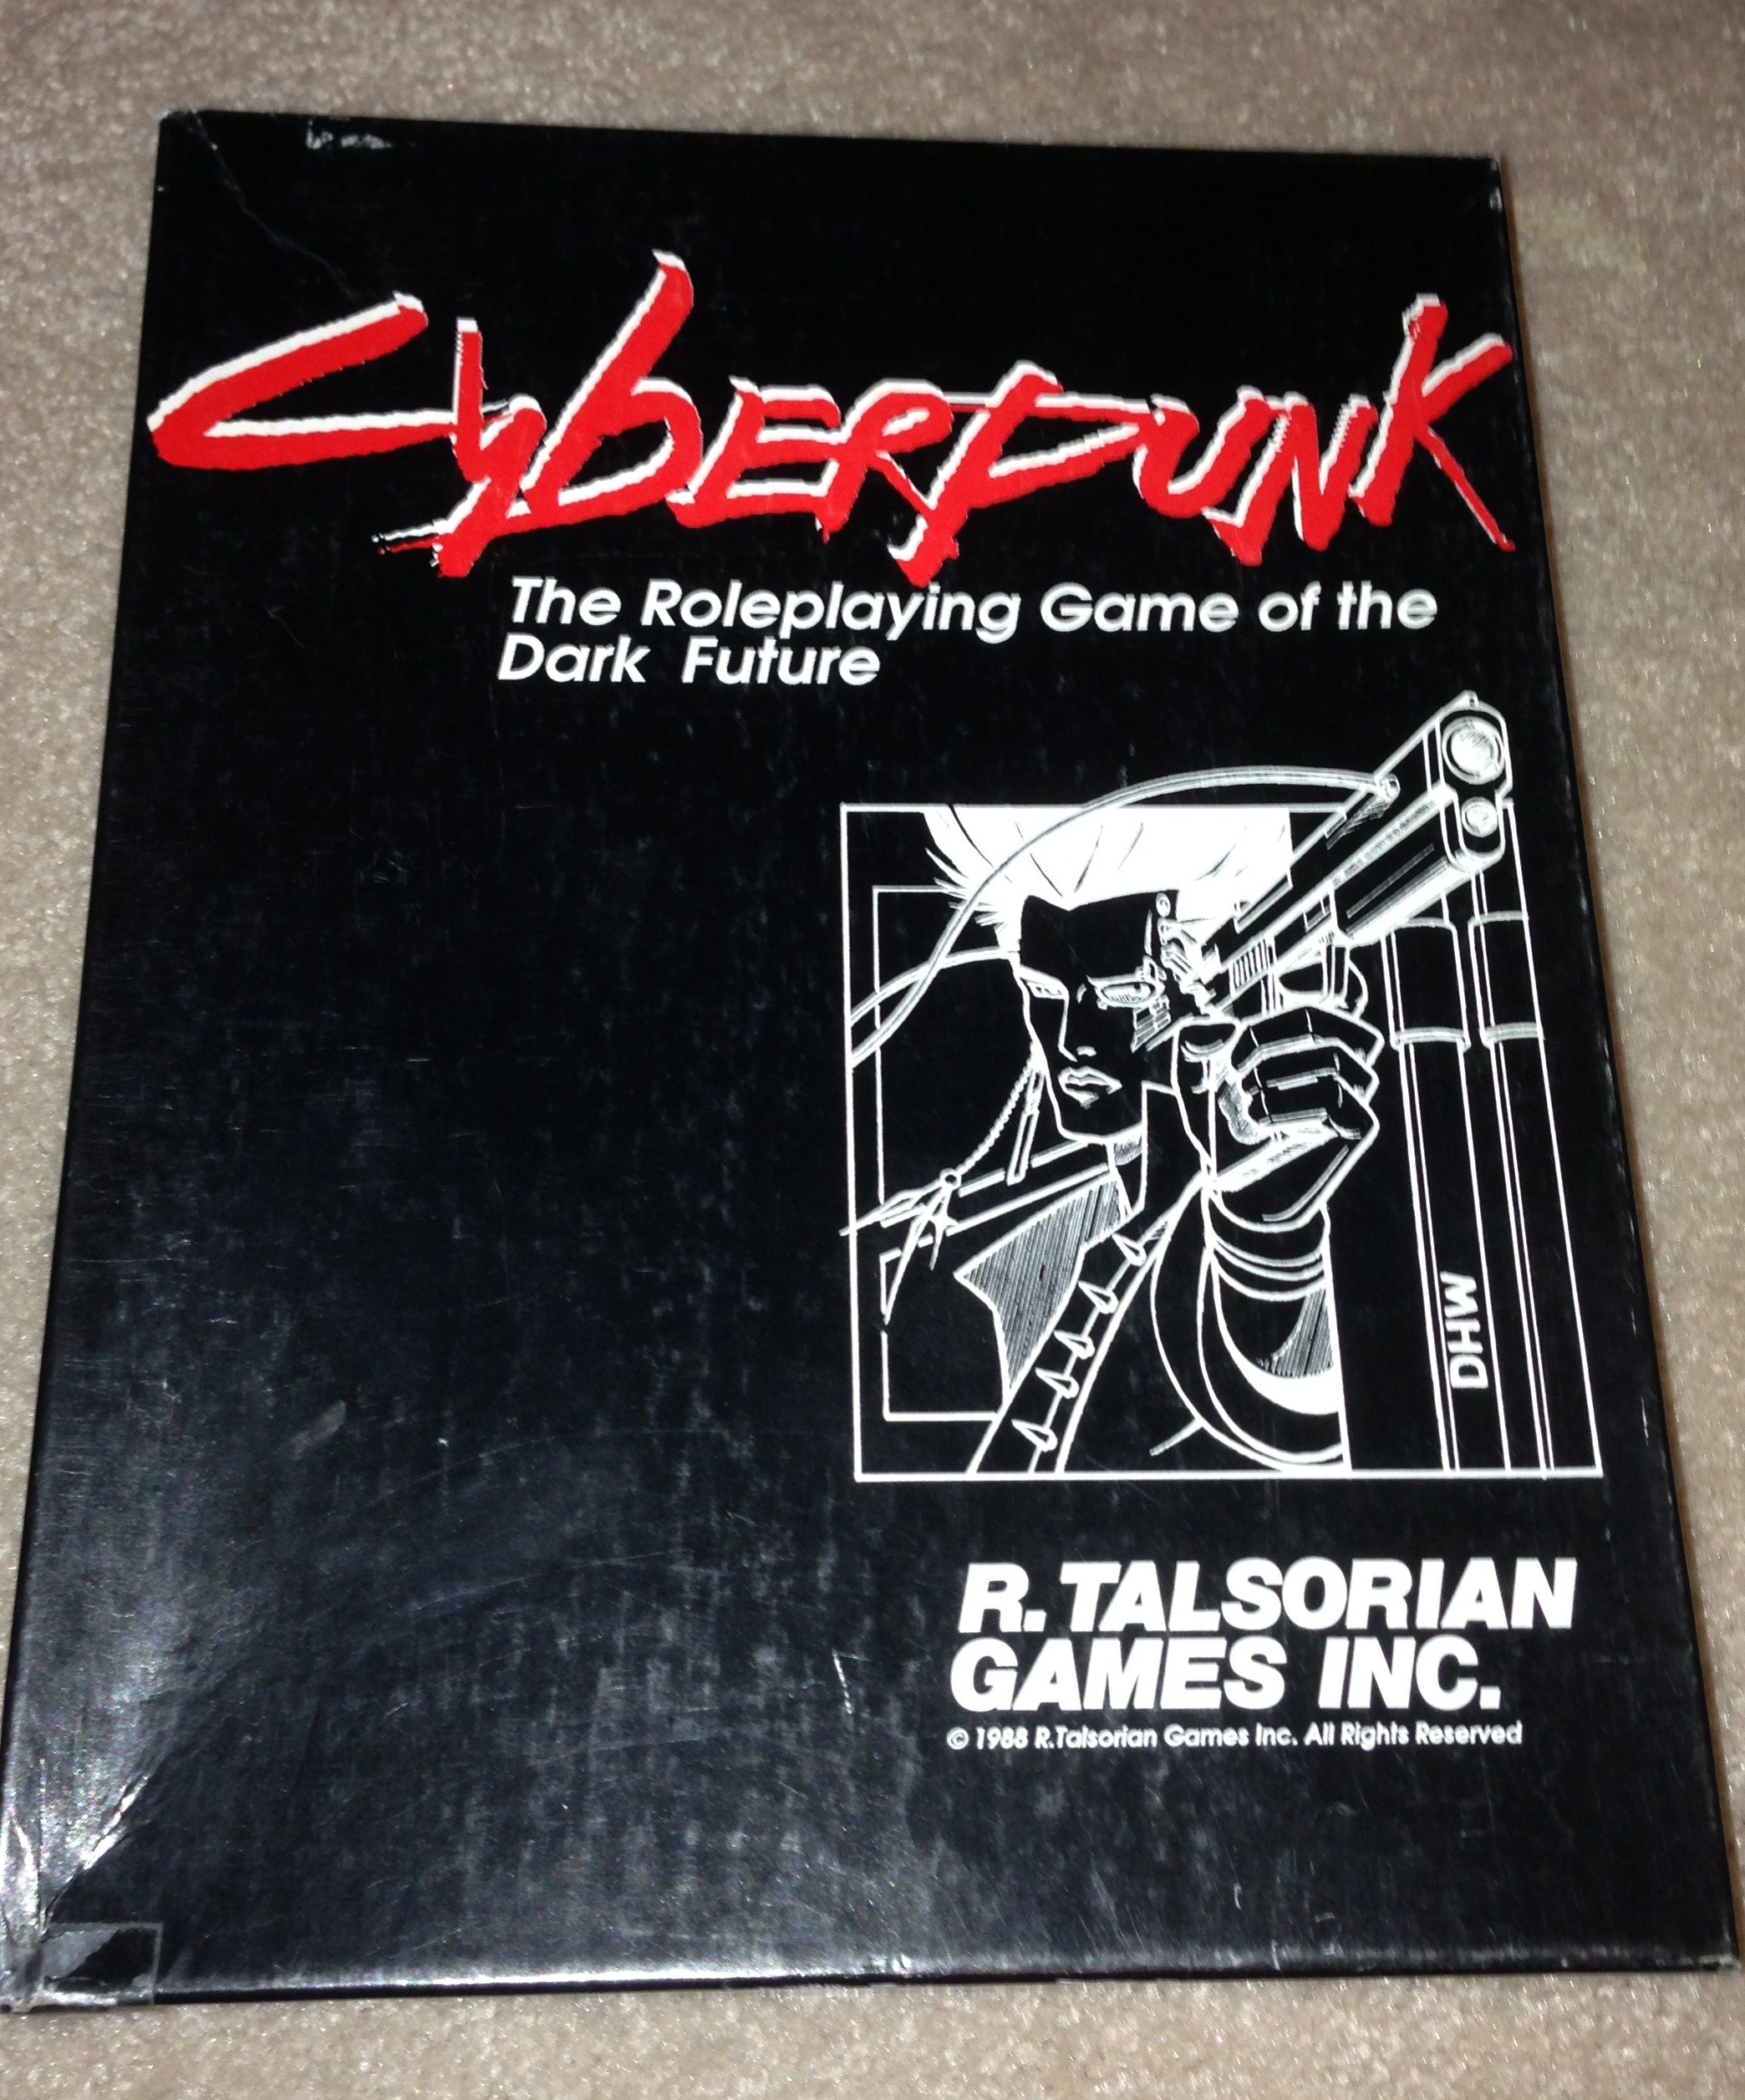 CyberpunK
The Roleplaying Game of the
Dark Future
DHW
R.TALSORIAN
GAMES INC.
© 1988 R.Talsorian Games Inc. All Rights Reserved